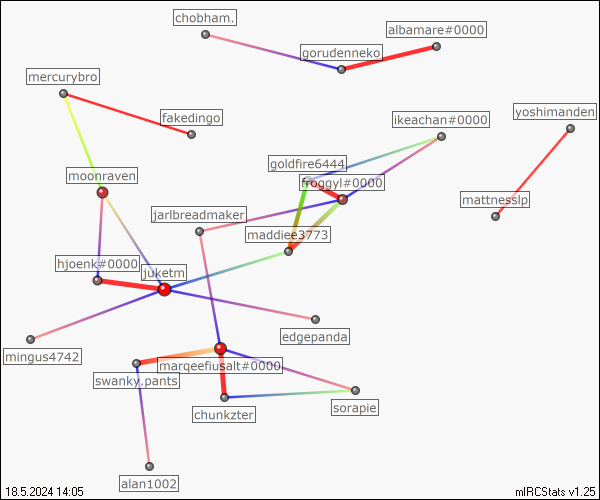 chobham.
albamare#0000
gorudenneko
mercurybro
fakedingo
ikeachan#0000
yoshimanden
goldfire6444
moonraven
froggyl#0000
mattnesslp
jarlbreadmaker
maddiee3773
hjoenk#0000
juketm
edgepanda
mingus4742
marqeefiusalt#0000
swanky.pants
sorapie
chunkzter
alan1002
18.5.2024 14:05
mIRCStats v1.25